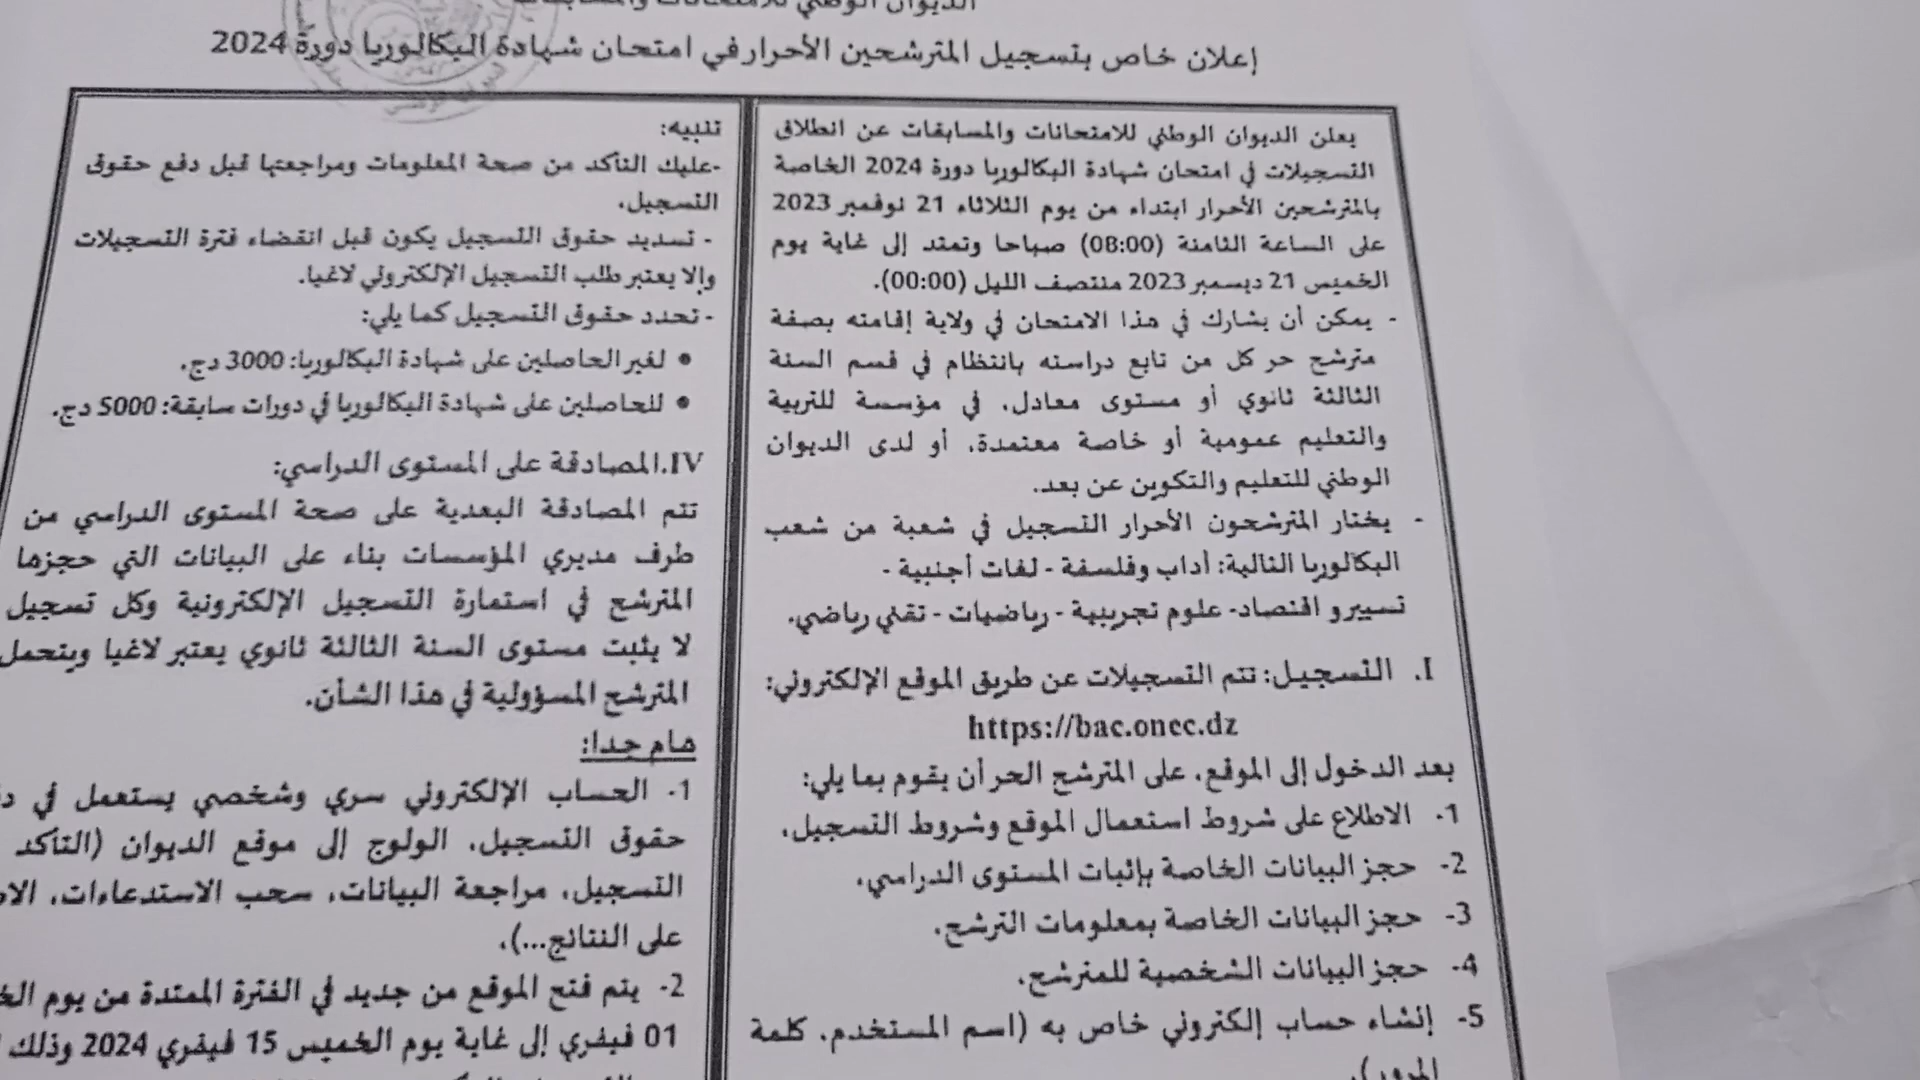 الديوان الوطني للامتحانات والمسابقات
إعلان خاص بتسجيل المترشحين الأحرار في امتحان شهادة البكالوريا دورة 2024
يعلن الديوان الوطني للامتحانات والمسابقات عن انطلاق
التسجيلات في امتحان شهادة البكالوريا دورة 2024 الخاصة
بالمترشحين الأحرار ابتداء من يوم الثلاثاء 21 نوفمبر 2023
على الساعة الثامنة (08:00) صباحا وتمتد إلى غاية يوم
الخميس 21 ديسمبر 2023 منتصف الليل (00:00).
- يمكن أن يشارك في هذا الامتحان في ولاية إقامته بصفة
مترشح حر كل من تابع دراسته بانتظام في قسم السنة
الثالثة ثانوي أو مستوى معادل، في مؤسسة للتربية
والتعليم عمومية أو خاصة معتمدة، أو لدى الديوان
الوطني للتعليم والتكوين عن بعد.
- يختار المترشحون الأحرار التسجيل في شعبة من شعب
البكالوريا التالية: أداب وفلسفة - لغات أجنبية -
تسيير و اقتصاد- علوم تجريبية - رياضيات - تقني رياضي.
I. التسجيل: تتم التسجيلات عن طريق الموقع الإلكتروني:
https://bac.onec.dz
بعد الدخول إلى الموقع، على المترشح الحر أن يقوم بما يلي:
1- الاطلاع على شروط استعمال الموقع وشروط التسجيل،
2- حجز البيانات الخاصة بإثبات المستوى الدراسي،
3- حجز البيانات الخاصة بمعلومات الترشح،
4- حجز البيانات الشخصية للمترشح،
5- إنشاء حساب إلكتروني خاص به (اسم المستخدم، كلمة
المرور)،
تنبيه:
-عليك التأكد من صحة المعلومات ومراجعتها قبل دفع حقوق
التسجيل،
- تسديد حقوق التسجيل يكون قبل انقضاء فترة التسجيلات
وإلا يعتبر طلب التسجيل الإلكتروني لاغيا.
- تحدد حقوق التسجيل كما يلي:
• لغير الحاصلين على شهادة البكالوريا: 3000 دج.
• للحاصلين على شهادة البكالوريا في دورات سابقة: 5000 دج.
IV.المصادقة على المستوى الدراسي:
تتم المصادقة البعدية على صحة المستوى الدراسي من
طرف مديري المؤسسات بناء على البيانات التي حجزها
المترشح في استمارة التسجيل الإلكترونية وكل تسجيل
لا يثبت مستوى السنة الثالثة ثانوي يعتبر لاغيا ويتحمل
المترشح المسؤولية في هذا الشأن.
هام جدا:
1- الحساب الإلكتروني سري وشخصي يستعمل في
حقوق التسجيل، الولوج إلى موقع الديوان (التأكد
التسجيل، مراجعة البيانات، سحب الاستدعاءات،
على النتائج...).
2- يتم فتح الموقع من جديد في الفترة الممتدة من يوم
01 فيفري إلى غاية يوم الخميس 15 فيفري 2024 وذلك